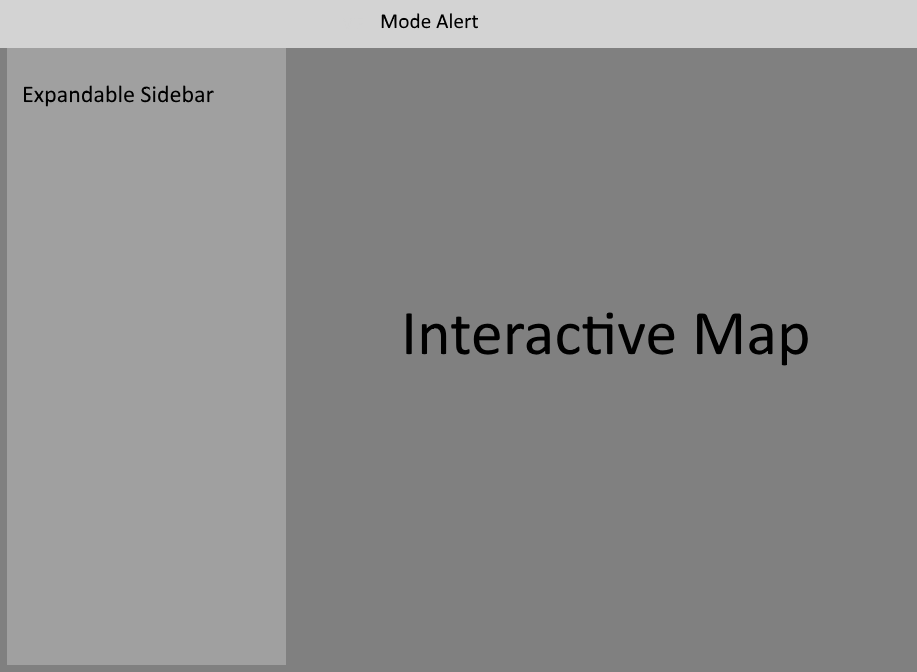 Mode Alert
Expandable Sidebar
Interactive Map